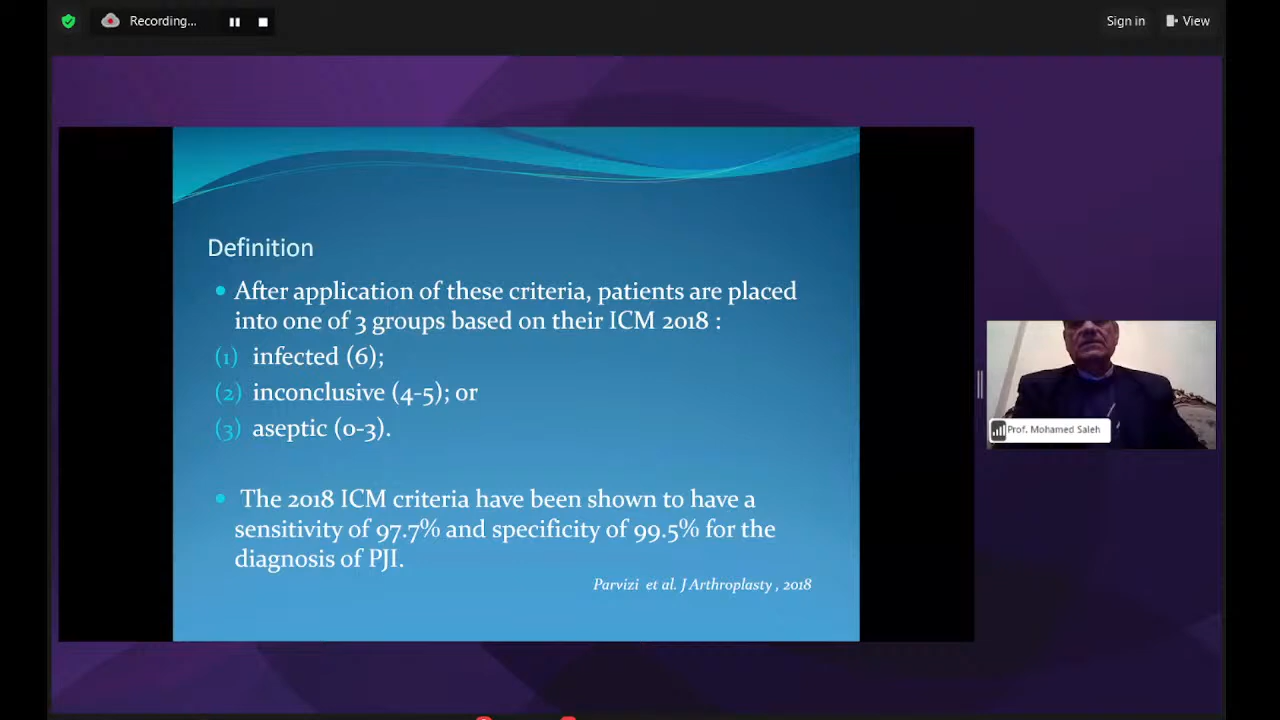 Recording...
Sign in
View
Definition
After application of these criteria, patients are placed
into one of 3 groups based on their ICM 2018 :
(1) infected (6);
(2) inconclusive (4-5); or
(3) aseptic (0-3).
The 2018 ICM criteria have been shown to have a
sensitivity of 97.7% and specificity of 99.5% for the
diagnosis of PJI.
Parvizi et al. J Arthroplasty , 2018
Prof. Mohamed Saleh